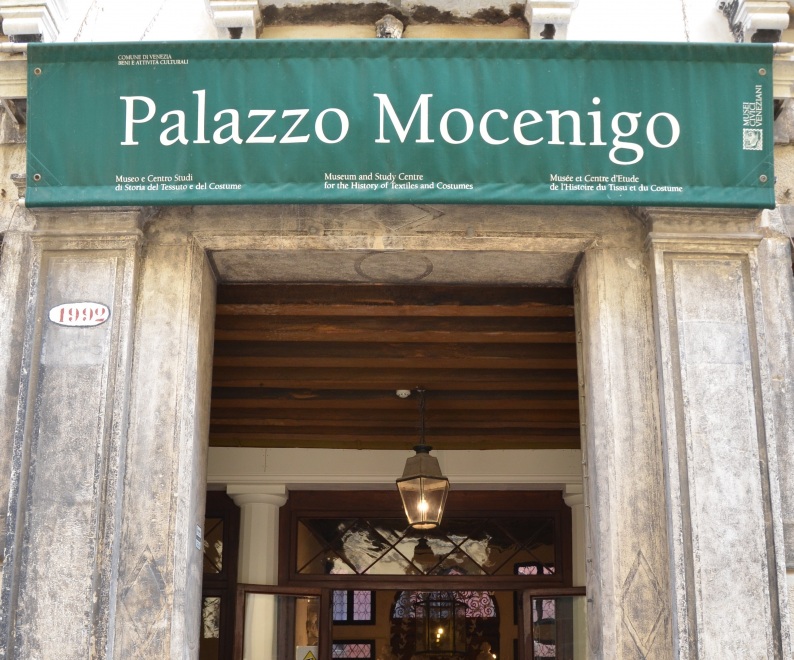 COMUNE DI VENEZIA
BENI E ATTIVITÀ CULTURALI
Palazzo Mocenigo
MUSEI
CIVICI
VENEZIANI
Museo e Centro Studi
di Storia del Tessuto e del Costume
Museum and Study Centre
for the History of Textiles and Costumes
Musée et Centre d'Etude
de l'Histoire du Tissu et du Costume
1992